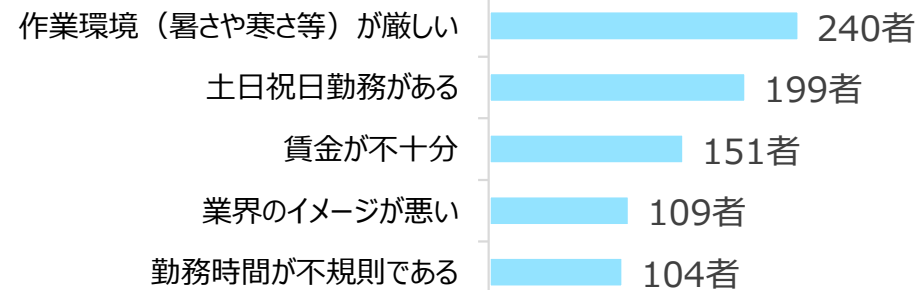 作業環境（暑さや寒さ等）が厳しい 240者
土日祝日勤務がある 199者
賃金が不十分 151者
業界のイメージが悪い 109者
勤務時間が不規則である 104者